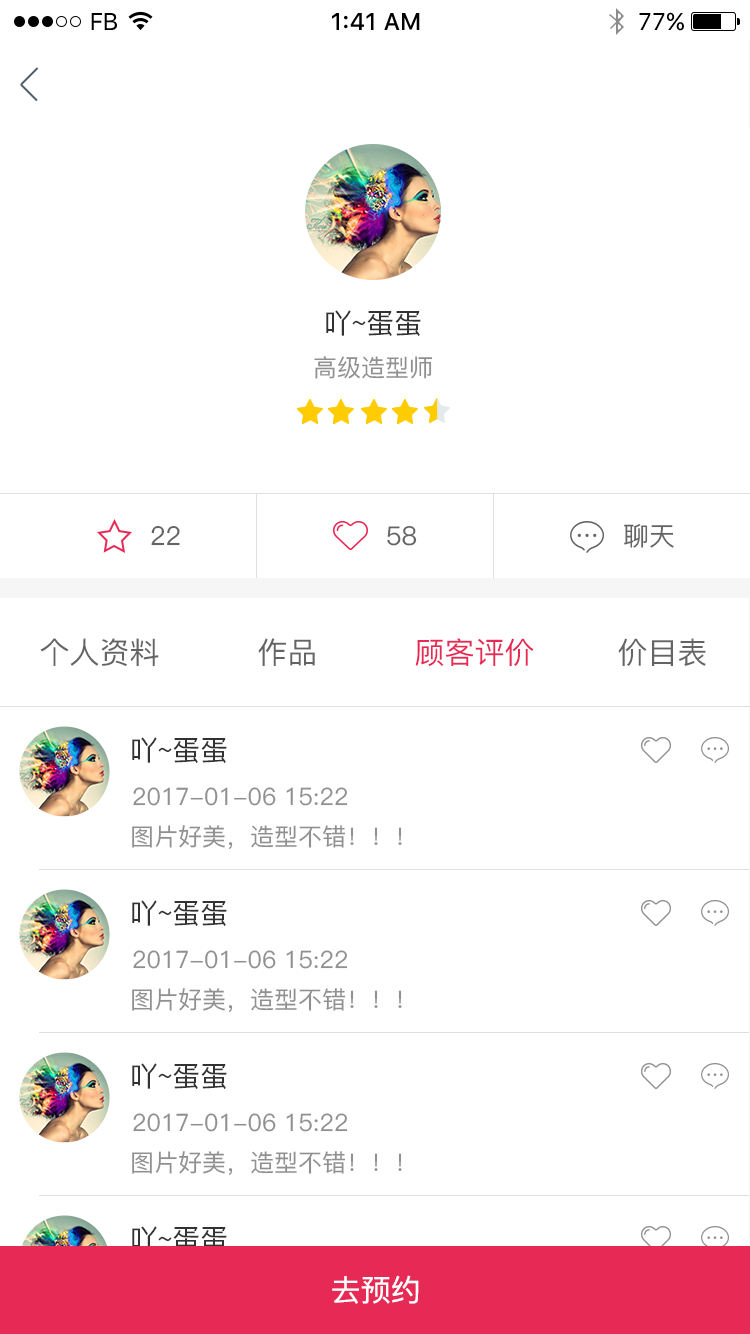 FB 1:41 AM 77%
吖~蛋蛋
高级造型师
22 58 聊天
个人资料 作品 顾客评价 价目表
吖~蛋蛋
2017-01-06 15:22
图片好美，造型不错！！！
吖~蛋蛋
2017-01-06 15:22
图片好美，造型不错！！！
吖~蛋蛋
2017-01-06 15:22
图片好美，造型不错！！！
吖~蛋蛋
去预约